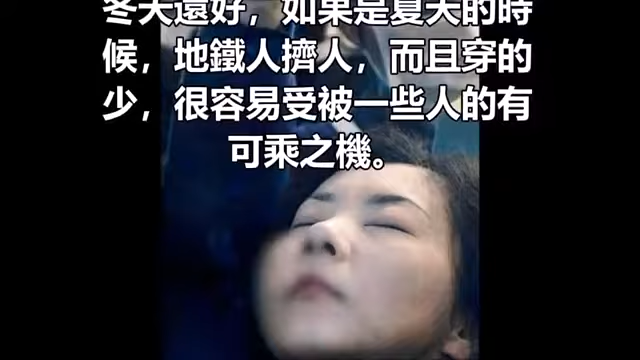 冬天還好，如果是夏天的時
候，地鐵人擠人，而且穿的
少，很容易受被一些人的有
可乘之機。